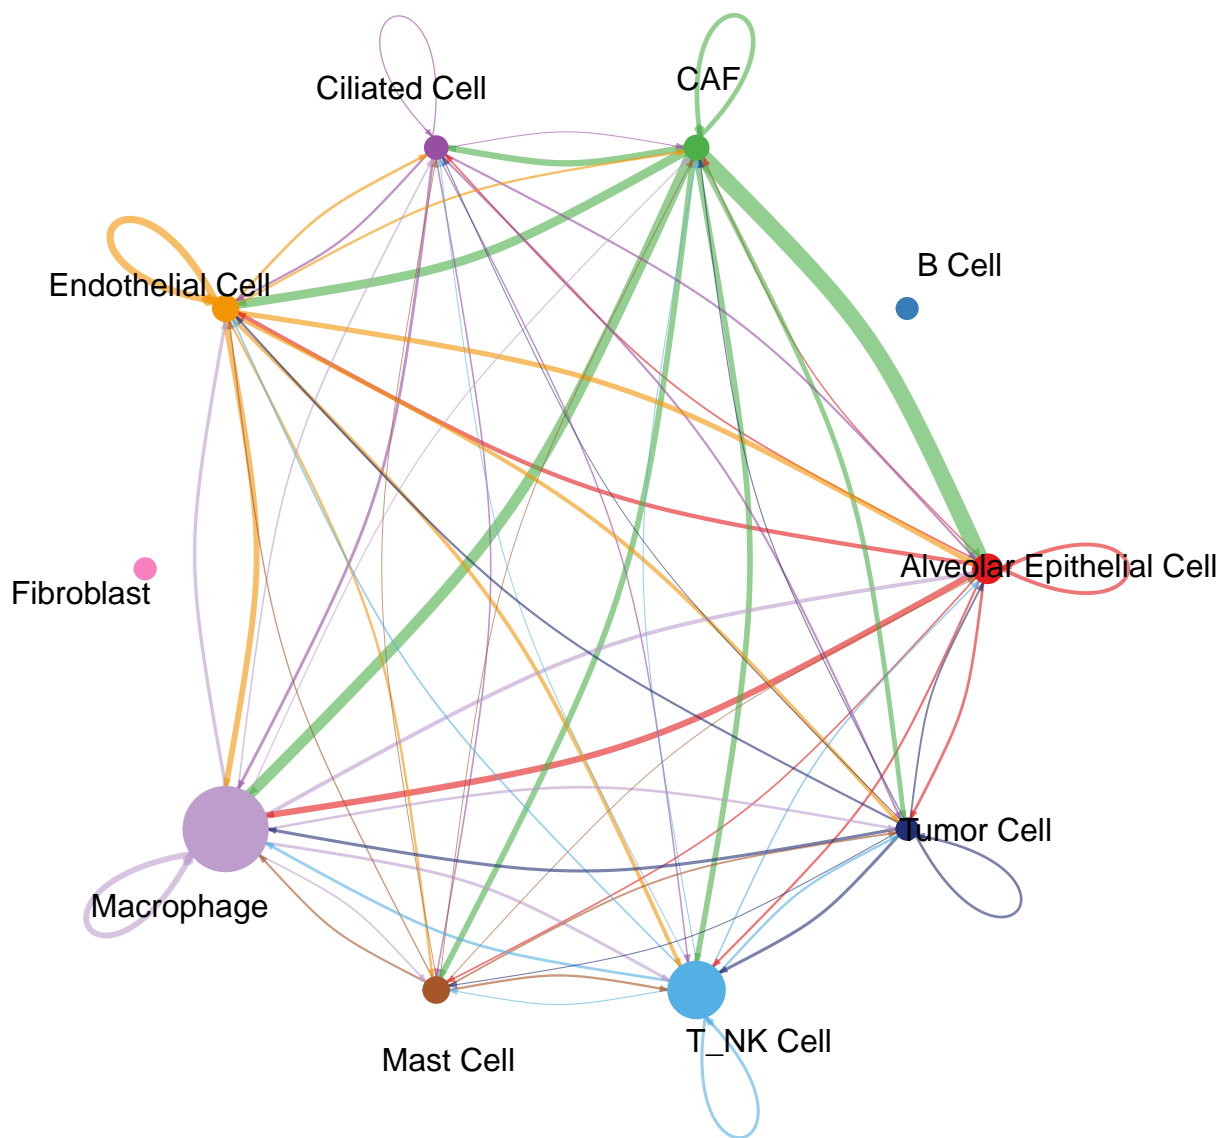 CAF
Ciliated Cell
B Cell
Endothelial Cell
Alveolar Epithelial Cell
Fibroblast
Tumor Cell
Macrophage
T_NK Cell
Mast Cell